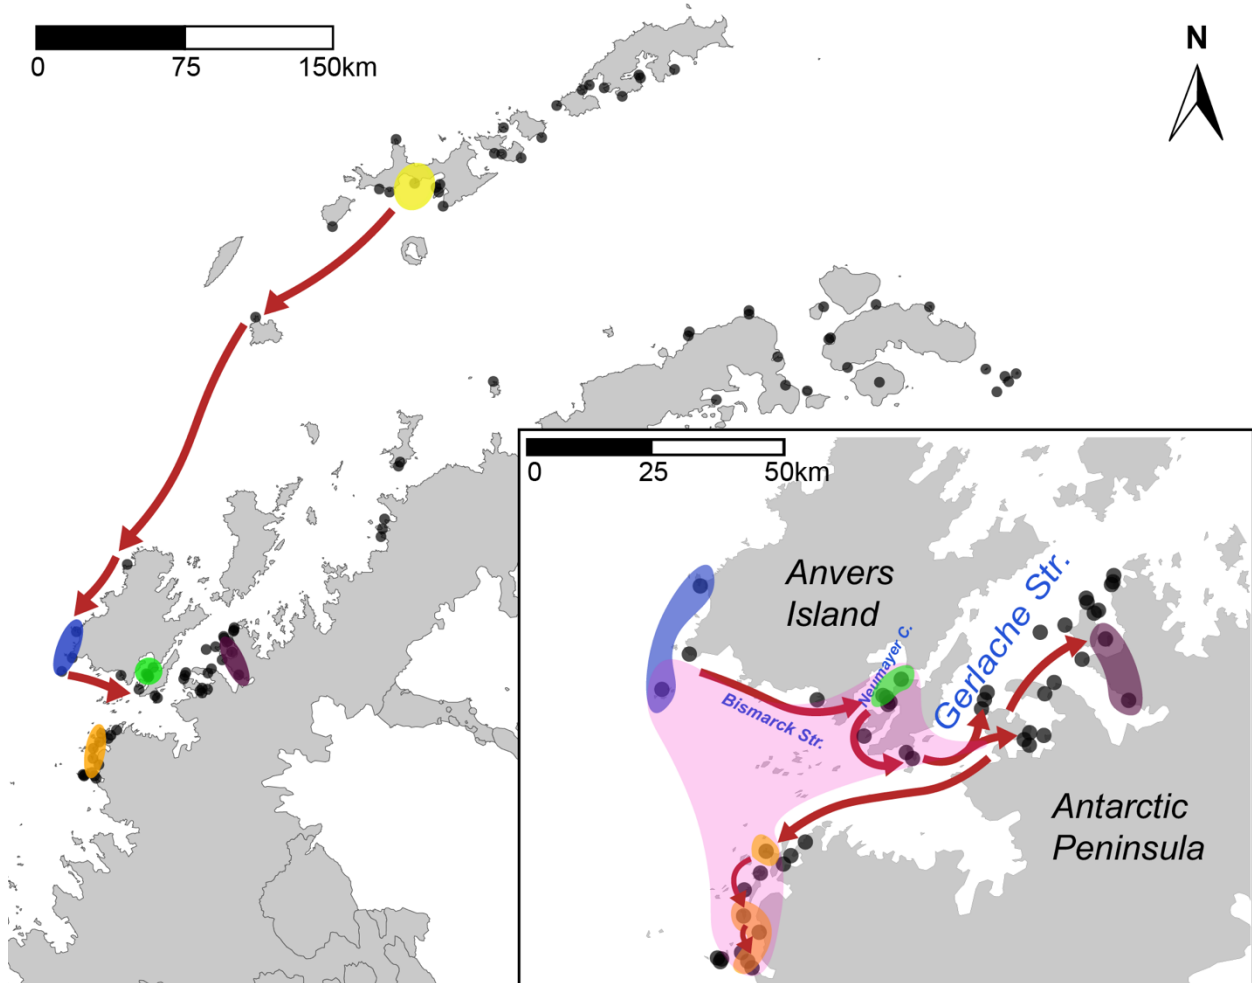 0 75 150km
N
0 25 50km
Anvers
Island
Neumayer C.
Gerlache Str.
Bismarck Str.
Antarctic
Peninsula